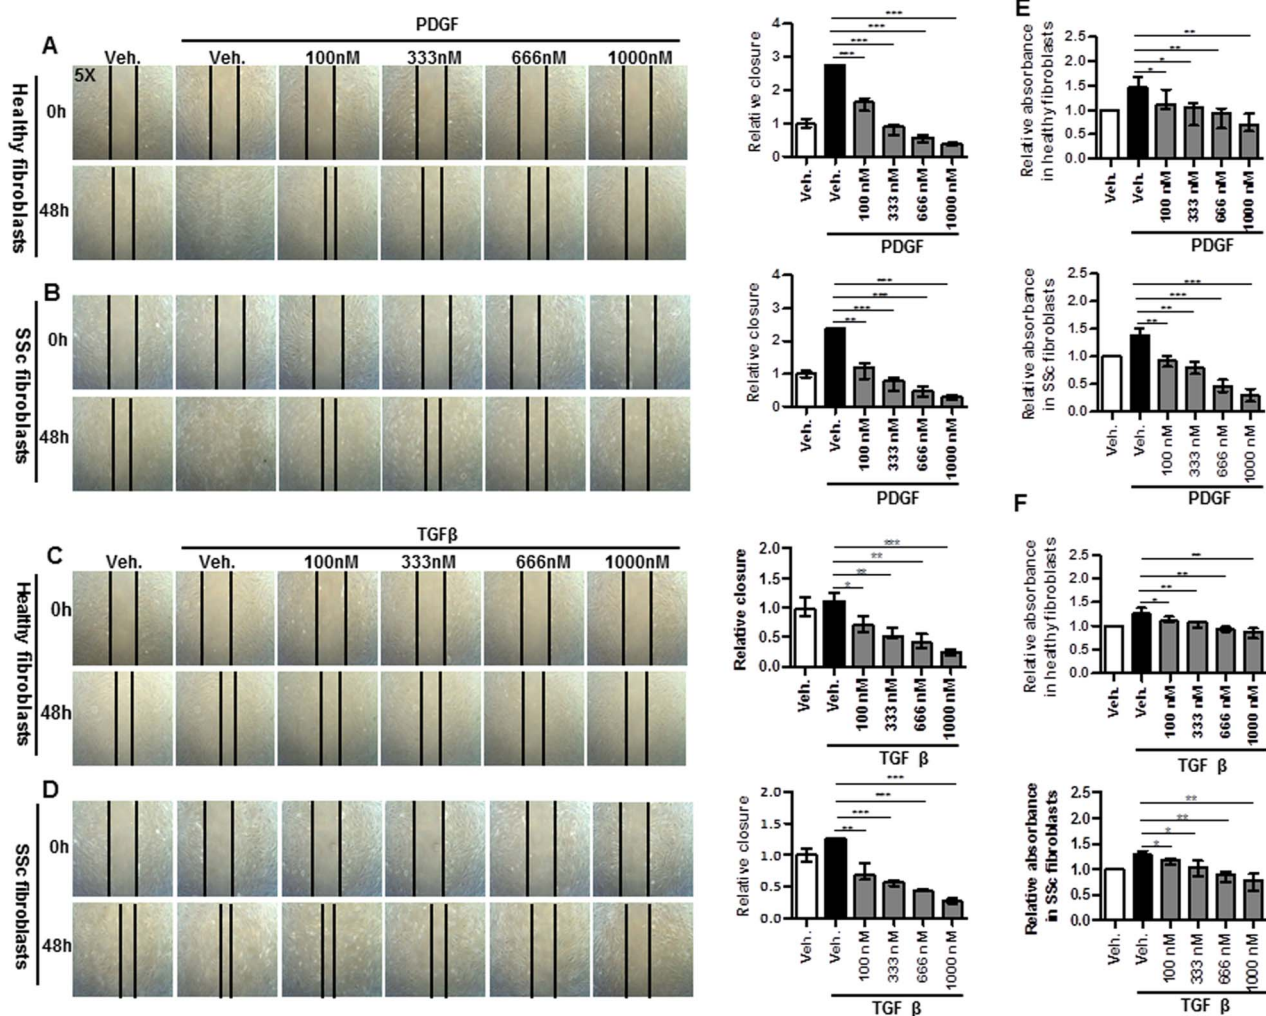 PDGF
A
Veh. Veh. 100nM 333nM 666nM 1000nM
5X
Healthy fibroblasts
0h
48h
B
SSc fibroblasts
0h
48h
TGFβ
C
Veh. Veh. 100nM 333nM 666nM 1000nM
Healthy fibroblasts
0h
48h
D
SSc fibroblasts
0h
48h
Relative closure
4
3
2
1
0
*** *** *** ***
Veh. Veh. 100 nM 333 nM 666 nM 1000 nM
PDGF
Relative closure
4
3
2
1
0
*** *** *** **
Veh. Veh. 100 nM 333 nM 666 nM 1000 nM
PDGF
Relative closure
2.0
1.5
1.0
0.5
0.0
*** ** ** *
Veh. Veh. 100 nM 333 nM 666 nM 1000 nM
TGF β
Relative closure
2.0
1.5
1.0
0.5
0.0
*** *** *** **
Veh. Veh. 100 nM 333 nM 666 nM 1000 nM
TGF β
E
Relative absorbance
in healthy fibroblasts
2.5
2.0
1.5
1.0
0.5
0.0
** ** * *
Veh. Veh. 100 nM 333 nM 666 nM 1000 nM
PDGF
Relative absorbance
in SSc fibroblasts
2.5
2.0
1.5
1.0
0.5
0.0
*** *** ** **
Veh. Veh. 100 nM 333 nM 666 nM 1000 nM
PDGF
F
Relative absorbance
in healthy fibroblasts
2.5
2.0
1.5
1.0
0.5
0.0
** ** ** *
Veh. Veh. 100 nM 333 nM 666 nM 1000 nM
TGF β
Relative absorbance
in SSc fibroblasts
2.5
2.0
1.5
1.0
0.5
0.0
** ** * *
Veh. Veh. 100 nM 333 nM 666 nM 1000 nM
TGF β